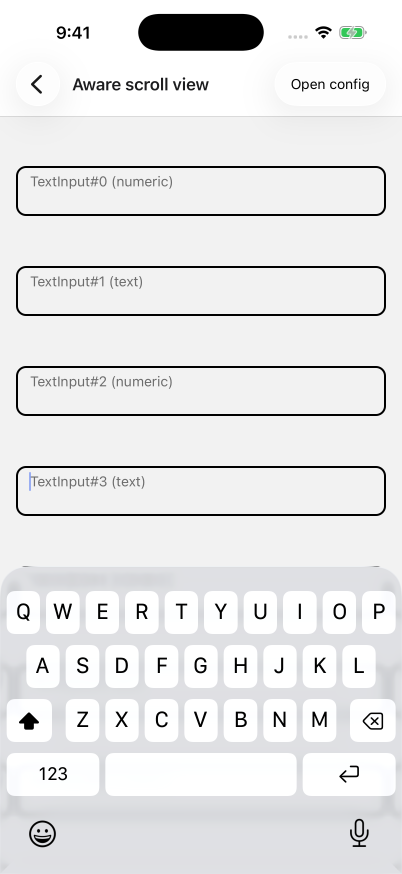 9:41
Aware scroll view
Open config
TextInput#0 (numeric)
TextInput#1 (text)
TextInput#2 (numeric)
TextInput#3 (text)
Q W E R T Y U I O P
A S D F G H J K L
Z X C V B N M
123